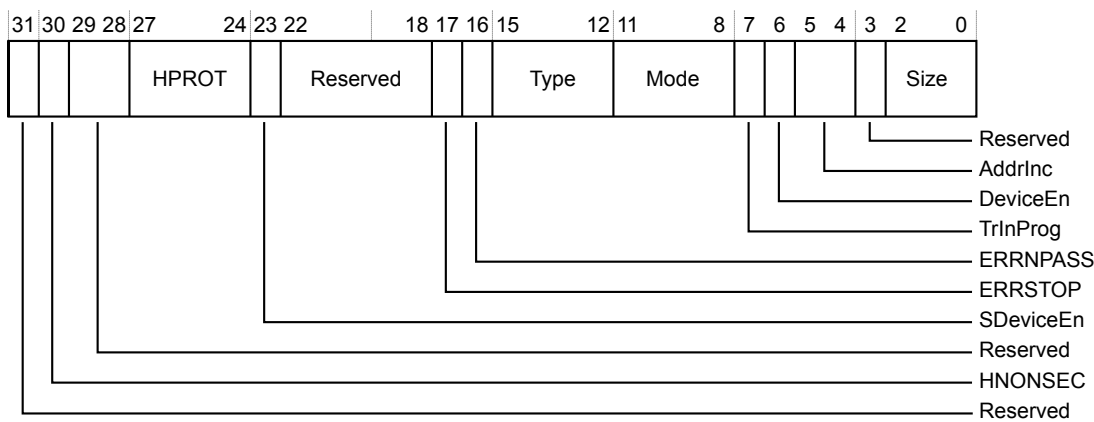 31 30 29 28 27 24 23 22 18 17 16 15 12 11 8 7 6 5 4 3 2 0
HPROT Reserved Type Mode Size
Reserved
AddrInc
DeviceEn
TrInProg
ERRNPASS
ERRSTOP
SDeviceEn
Reserved
HNONSEC
Reserved